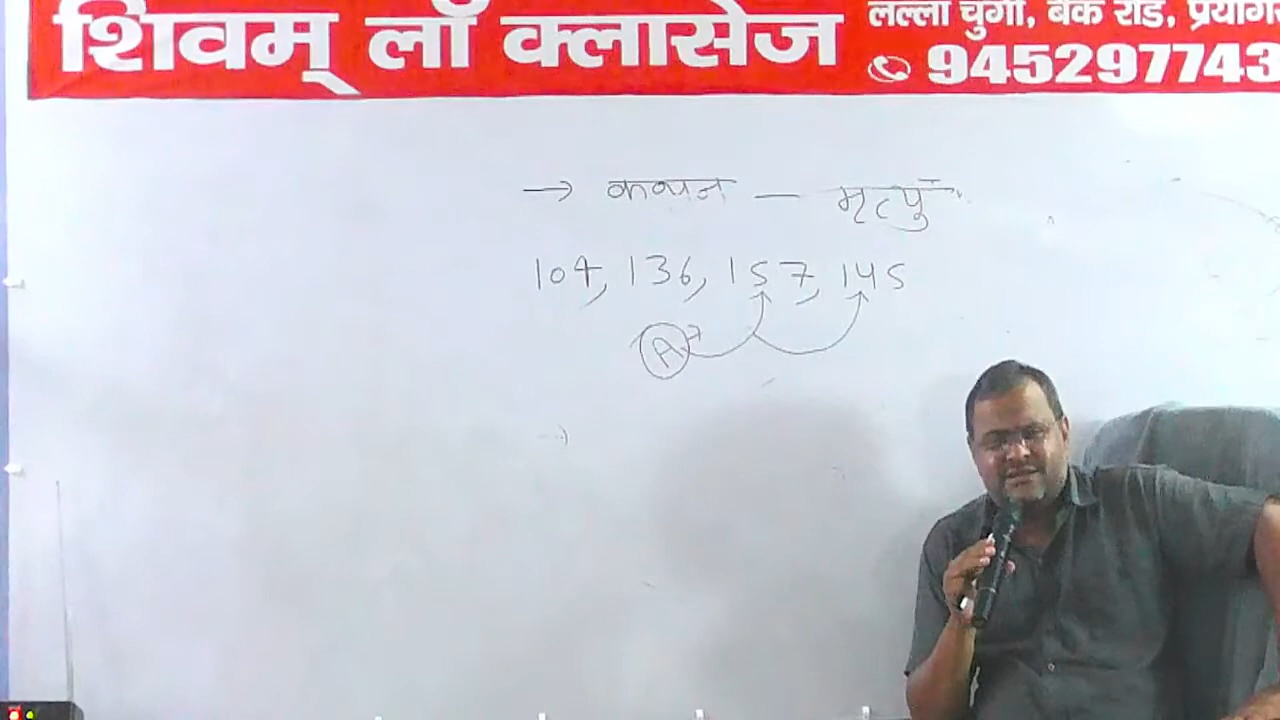 शिवम् लॉ क्लासेज
लल्ला चुंगी, बैंक रोड, प्रयाग
945297743
→ कथन — मृत्यु
104, 136, 157, 145
A